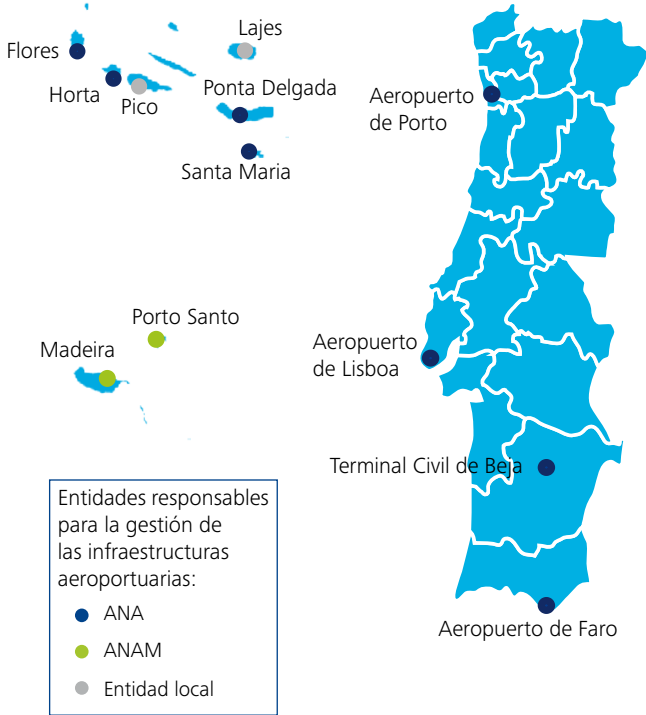 Lajes
Flores
Horta
Pico
Ponta Delgada
Santa Maria
Aeropuerto
de Porto
Porto Santo
Madeira
Aeropuerto
de Lisboa
Terminal Civil de Beja
Aeropuerto de Faro
Entidades responsables
para la gestión de
las infraestructuras
aeroportuarias:
ANA
ANAM
Entidad local